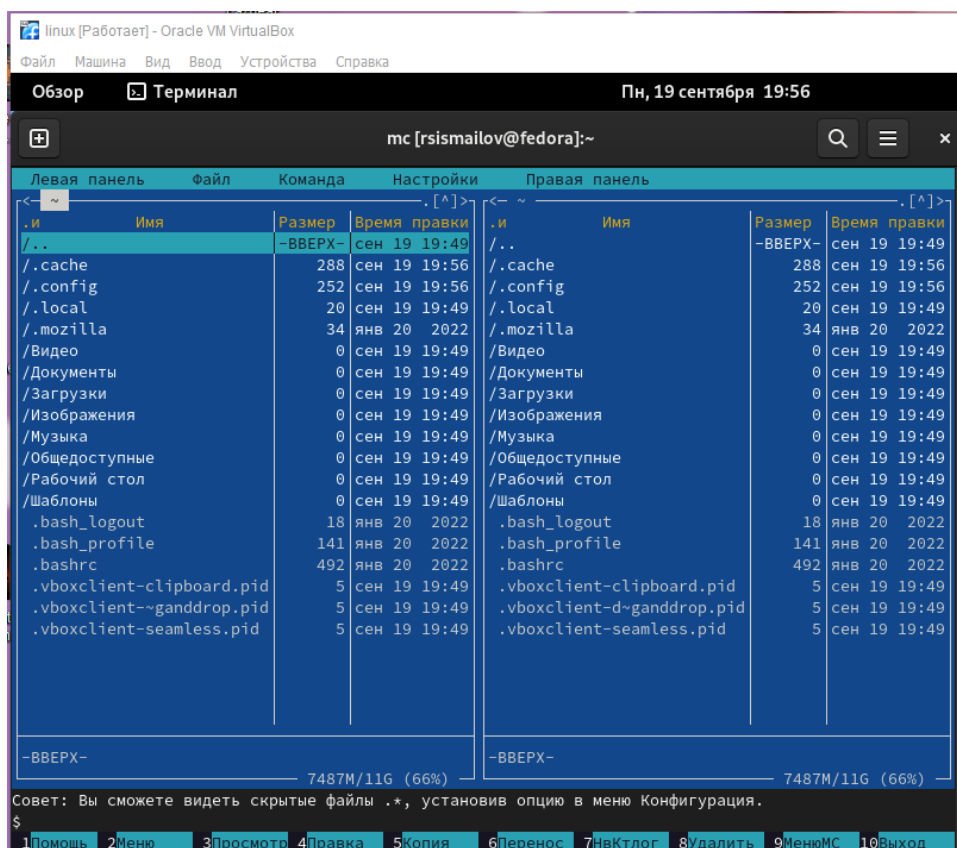 linux [Работает] - Oracle VM VirtualBox
Файл Машина Вид Ввод Устройства Справка
Обзор Терминал Пн, 19 сентября 19:56
mc [rsismailov@fedora]:~
Левая панель Файл Команда Настройки Правая панель
<— ~ .[^]> <— ~ .[^]>
.и Имя Размер Время правки .и Имя Размер Время правки
/.. -ВВЕРХ- сен 19 19:49 /.. -ВВЕРХ- сен 19 19:49
/.cache 288 сен 19 19:56 /.cache 288 сен 19 19:56
/.config 252 сен 19 19:56 /.config 252 сен 19 19:56
/.local 20 сен 19 19:49 /.local 20 сен 19 19:49
/.mozilla 34 янв 20 2022 /.mozilla 34 янв 20 2022
/Видео 0 сен 19 19:49 /Видео 0 сен 19 19:49
/Документы 0 сен 19 19:49 /Документы 0 сен 19 19:49
/Загрузки 0 сен 19 19:49 /Загрузки 0 сен 19 19:49
/Изображения 0 сен 19 19:49 /Изображения 0 сен 19 19:49
/Музыка 0 сен 19 19:49 /Музыка 0 сен 19 19:49
/Общедоступные 0 сен 19 19:49 /Общедоступные 0 сен 19 19:49
/Рабочий стол 0 сен 19 19:49 /Рабочий стол 0 сен 19 19:49
/Шаблоны 0 сен 19 19:49 /Шаблоны 0 сен 19 19:49
.bash_logout 18 янв 20 2022 .bash_logout 18 янв 20 2022
.bash_profile 141 янв 20 2022 .bash_profile 141 янв 20 2022
.bashrc 492 янв 20 2022 .bashrc 492 янв 20 2022
.vboxclient-clipboard.pid 5 сен 19 19:49 .vboxclient-clipboard.pid 5 сен 19 19:49
.vboxclient-~ganddrop.pid 5 сен 19 19:49 .vboxclient-d~ganddrop.pid 5 сен 19 19:49
.vboxclient-seamless.pid 5 сен 19 19:49 .vboxclient-seamless.pid 5 сен 19 19:49
-ВВЕРХ- -ВВЕРХ-
7487M/11G (66%) 7487M/11G (66%)
Совет: Вы сможете видеть скрытые файлы .*, установив опцию в меню Конфигурация.
$
1Помощь 2Меню 3Просмотр 4Правка 5Копия 6Перенос 7НвКтлог 8Удалить 9МенюMC 10Выход